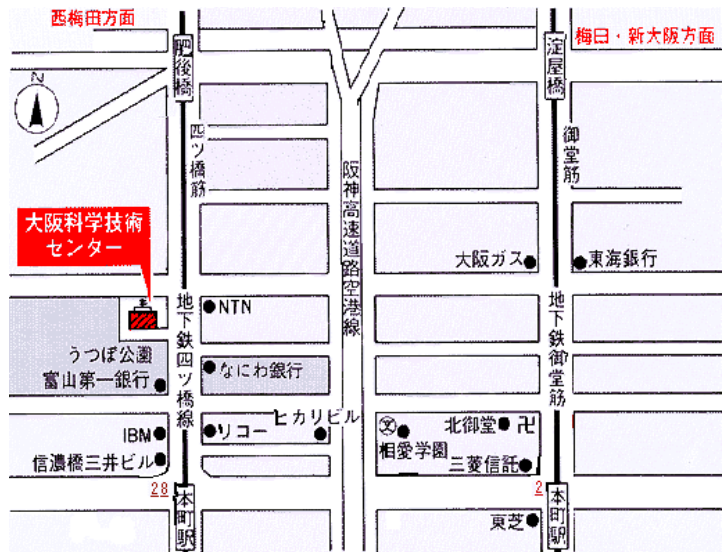 西梅田方面
梅田・新大阪方面
肥後橋
淀屋橋
N
四ツ橋筋
御堂筋
阪神高速道路空港線
大阪科学技術
センター
大阪ガス
東海銀行
地下鉄四ツ橋線
NTN
地下鉄御堂筋
うつぼ公園
富山第一銀行
なにわ銀行
IBM
リコー
ヒカリビル
文
相愛学園
北御堂
卍
信濃橋三井ビル
三菱信託
28
2
本町駅
本町駅
東芝